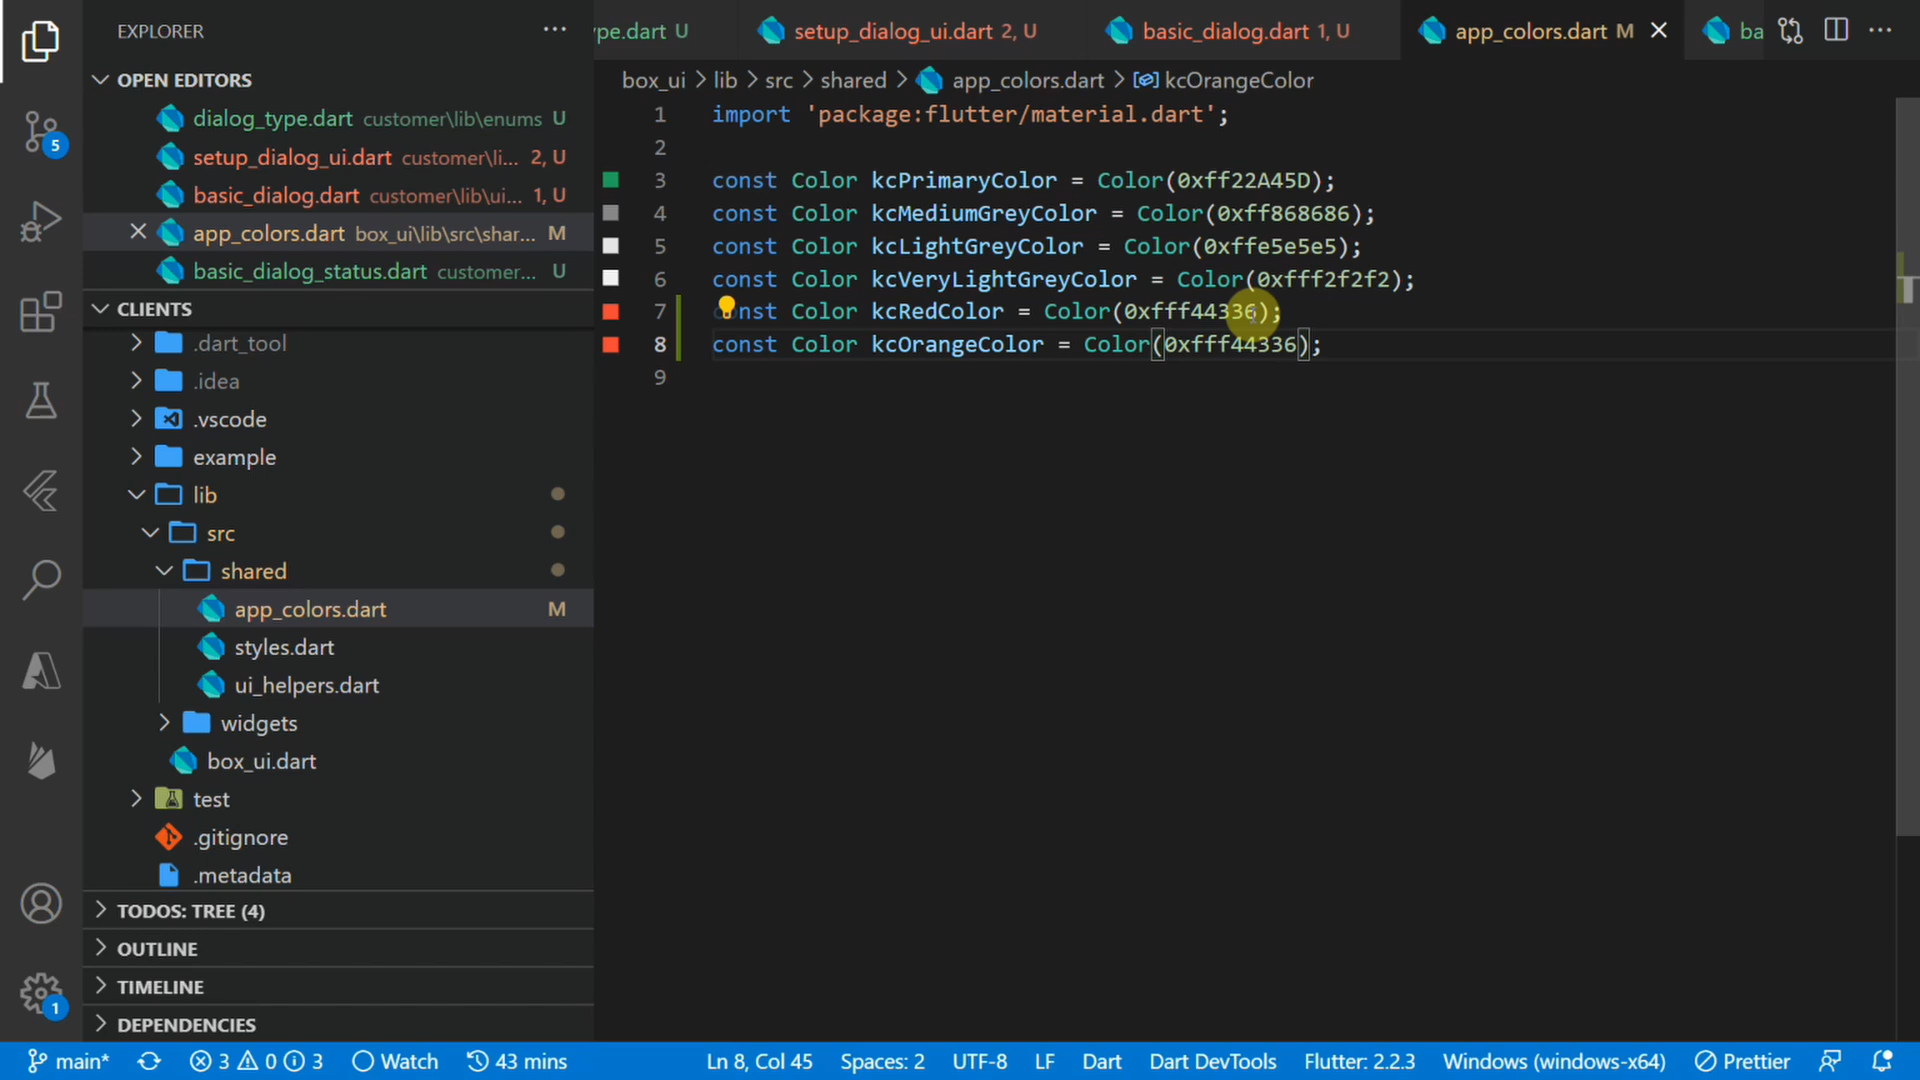 EXPLORER
OPEN EDITORS
dialog_type.dart customer\lib\enums U
setup_dialog_ui.dart customer\li... 2, U
basic_dialog.dart customer\lib\ui... 1, U
app_colors.dart box_ui\lib\src\shar... M
basic_dialog_status.dart customer... U
CLIENTS
.dart_tool
.idea
.vscode
example
lib
src
shared
app_colors.dart M
styles.dart
ui_helpers.dart
widgets
box_ui.dart
test
.gitignore
.metadata
TODOS: TREE (4)
OUTLINE
TIMELINE
DEPENDENCIES
5
1
ype.dart U
setup_dialog_ui.dart 2, U
basic_dialog.dart 1, U
app_colors.dart M
ba
box_ui > lib > src > shared > app_colors.dart > kcOrangeColor
1 import 'package:flutter/material.dart';
2
3 const Color kcPrimaryColor = Color(0xff22A45D);
4 const Color kcMediumGreyColor = Color(0xff868686);
5 const Color kcLightGreyColor = Color(0xffe5e5e5);
6 const Color kcVeryLightGreyColor = Color(0xfff2f2f2);
7 const Color kcRedColor = Color(0xfff44336);
8 const Color kcOrangeColor = Color(0xfff44336);
9
main* 3 0 3 Watch 43 mins Ln 8, Col 45 Spaces: 2 UTF-8 LF Dart Dart DevTools Flutter: 2.2.3 Windows (windows-x64) Prettier